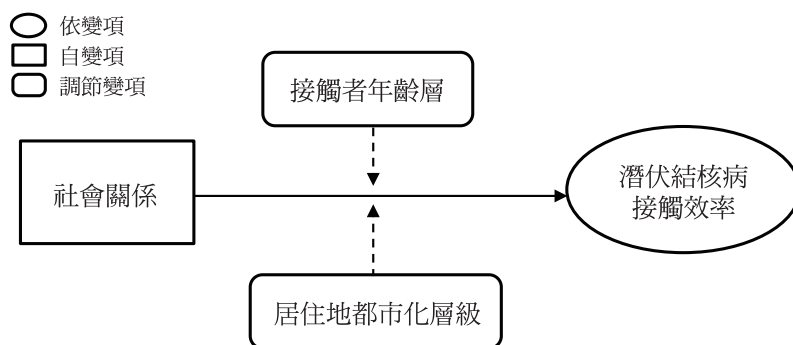 依變項
自變項
調節變項
接觸者年齡層
社會關係
潛伏結核病
接觸效率
居住地都市化層級